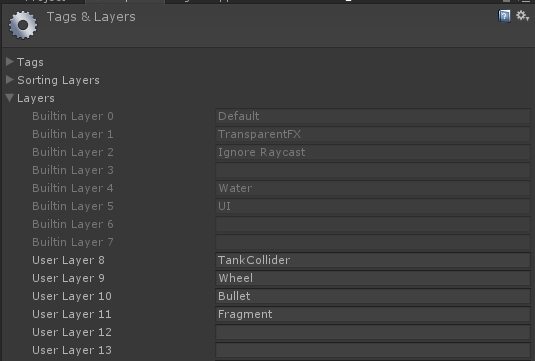 Tags & Layers
Tags
Sorting Layers
Layers
Builtin Layer 0 Default
Builtin Layer 1 TransparentFX
Builtin Layer 2 Ignore Raycast
Builtin Layer 3
Builtin Layer 4 Water
Builtin Layer 5 UI
Builtin Layer 6
Builtin Layer 7
User Layer 8 TankCollider
User Layer 9 Wheel
User Layer 10 Bullet
User Layer 11 Fragment
User Layer 12
User Layer 13